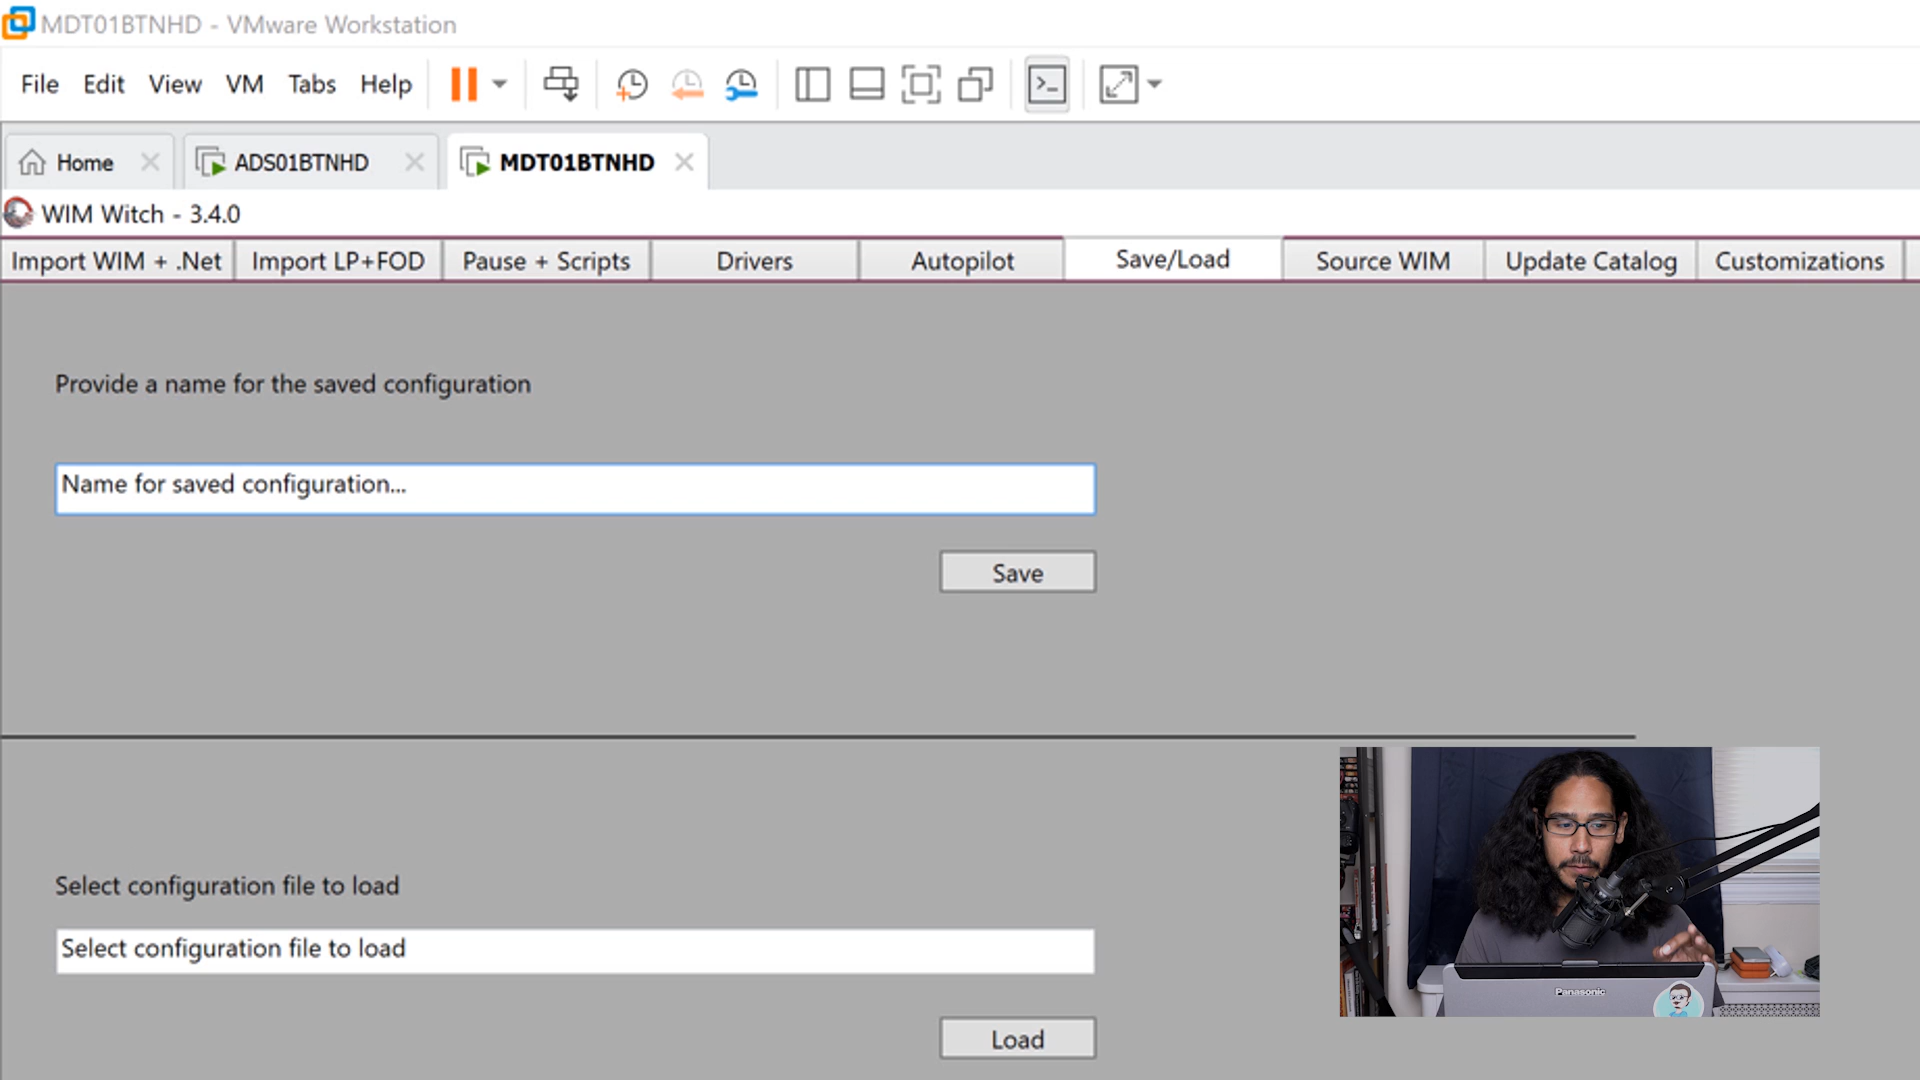 MDT01BTNHD - VMware Workstation
File Edit View VM Tabs Help
Home ADS01BTNHD MDT01BTNHD
WIM Witch - 3.4.0
Import WIM + .Net Import LP+FOD Pause + Scripts Drivers Autopilot Save/Load Source WIM Update Catalog Customizations
Provide a name for the saved configuration
Name for saved configuration...
Save
Select configuration file to load
Select configuration file to load
Load
Panasonic